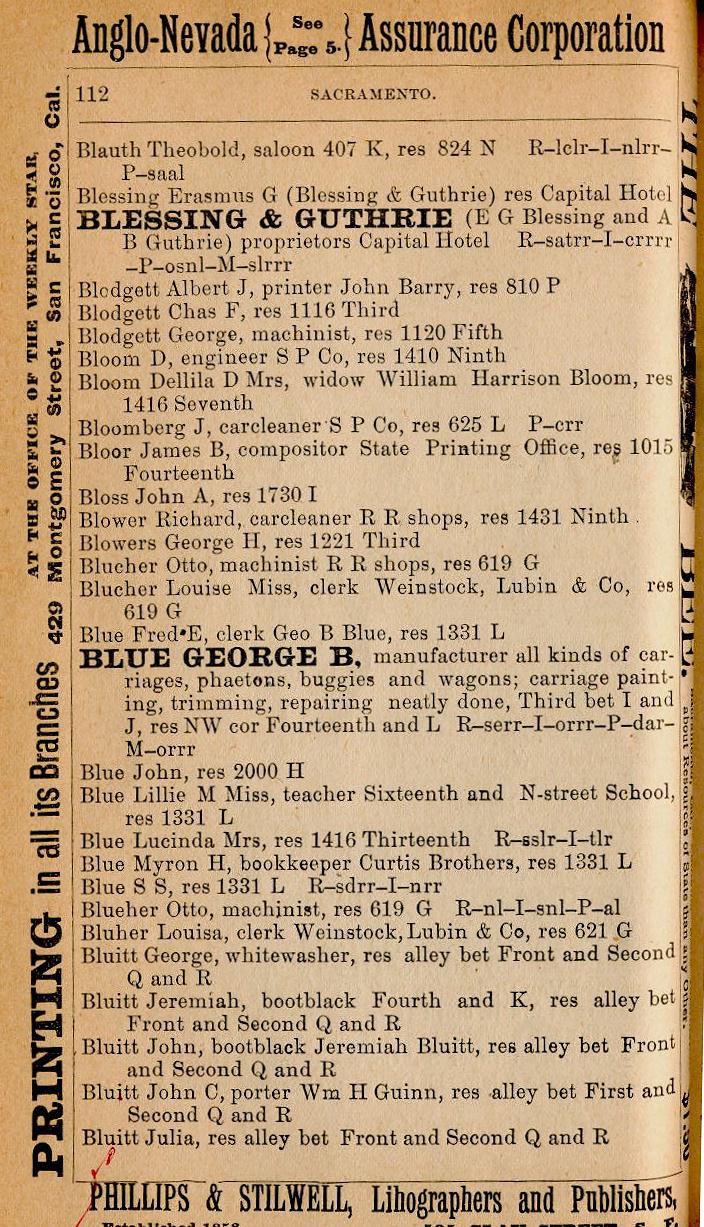 Anglo-Nevada { See Page 5. } Assurance Corporation
112 SACRAMENTO.
Blauth Theobold, saloon 407 K, res 824 N R–lclr–I–nlrr–
P–saal
Blessing Erasmus G (Blessing & Guthrie) res Capital Hotel
BLESSING & GUTHRIE (E G Blessing and A
B Guthrie) proprietors Capital Hotel R–satrr–I–crrrr
–P–osnl–M–slrrr
Blodgett Albert J, printer John Barry, res 810 P
Blodgett Chas F, res 1116 Third
Blodgett George, machinist, res 1120 Fifth
Bloom D, engineer S P Co, res 1410 Ninth
Bloom Dellila D Mrs, widow William Harrison Bloom, res
1416 Seventh
Bloomberg J, carcleaner S P Co, res 625 L P–crr
Bloor James B, compositor State Printing Office, res 1015
Fourteenth
Bloss John A, res 1730 I
Blower Richard, carcleaner R R shops, res 1431 Ninth
Blowers George H, res 1221 Third
Blucher Otto, machinist R R shops, res 619 G
Blucher Louise Miss, clerk Weinstock, Lubin & Co, res
619 G
Blue Fred E, clerk Geo B Blue, res 1331 L
BLUE GEORGE B, manufacturer all kinds of car-
riages, phaetons, buggies and wagons; carriage paint-
ing, trimming, repairing neatly done, Third bet I and
J, res NW cor Fourteenth and L R–serr–I–orrr–P–dar–
M–orrr
Blue John, res 2000 H
Blue Lillie M Miss, teacher Sixteenth and N-street School,
res 1331 L
Blue Lucinda Mrs, res 1416 Thirteenth R–sslr–I–tlr
Blue Myron H, bookkeeper Curtis Brothers, res 1331 L
Blue S S, res 1331 L R–sdrr–I–nrr
Blueher Otto, machinist, res 619 G R–nl–I–snl–P–al
Bluher Louisa, clerk Weinstock, Lubin & Co, res 621 G
Bluitt George, whitewasher, res alley bet Front and Second
Q and R
Bluitt Jeremiah, bootblack Fourth and K, res alley bet
Front and Second Q and R
Bluitt John, bootblack Jeremiah Bluitt, res alley bet Front
and Second Q and R
Bluitt John C, porter Wm H Guinn, res alley bet First and
Second Q and R
Bluitt Julia, res alley bet Front and Second Q and R
PHILLIPS & STILWELL, Lihographers and Publishers,
Established 1858
PRINTING in all its Branches
AT THE OFFICE OF THE WEEKLY STAR,
429 Montgomery Street, San Francisco, Cal.
THE
BEE.
about Resources of State than any Other.